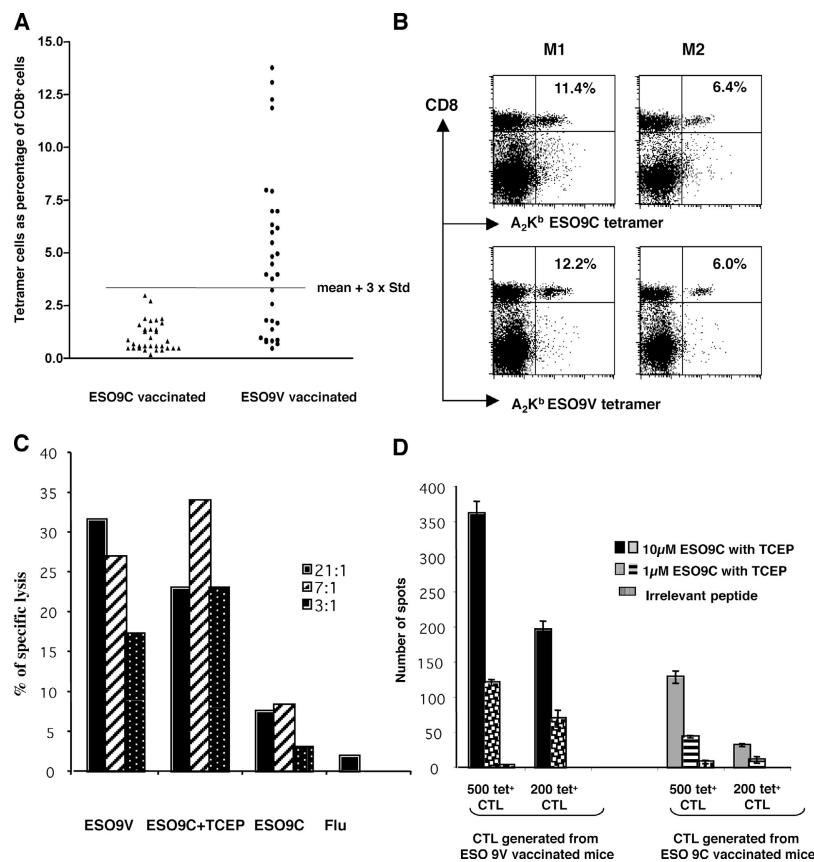 A
Tetramer cells as percentage of CD8+ cells
15.0
12.5
10.0
7.5
5.0
2.5
0.0
mean + 3 x Std
ESO9C vaccinated
ESO9V vaccinated
B
M1
M2
CD8
11.4%
6.4%
A2Kb ESO9C tetramer
12.2%
6.0%
A2Kb ESO9V tetramer
C
% of specific lysis
40
35
30
25
20
15
10
5
0
21:1
7:1
3:1
ESO9V
ESO9C+TCEP
ESO9C
Flu
D
Number of spots
400
350
300
250
200
150
100
50
0
10µM ESO9C with TCEP
1µM ESO9C with TCEP
Irrelevant peptide
500 tet+
CTL
200 tet+
CTL
500 tet+
CTL
200 tet+
CTL
CTL generated from
ESO 9V vaccinated mice
CTL generated from
ESO 9C vaccinated mice